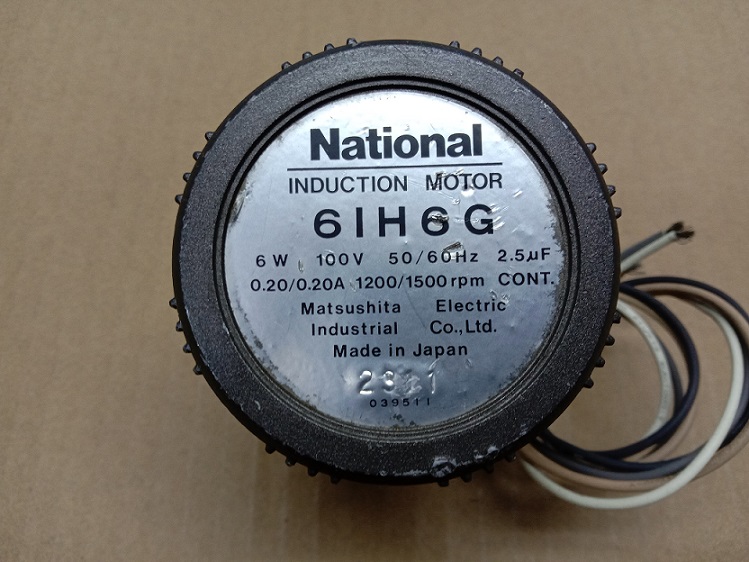 National
INDUCTION MOTOR
6IH6G
6W 100V 50/60Hz 2.5µF
0.20/0.20A 1200/1500rpm CONT.
Matsushita Electric
Industrial Co.,Ltd.
Made in Japan
039511